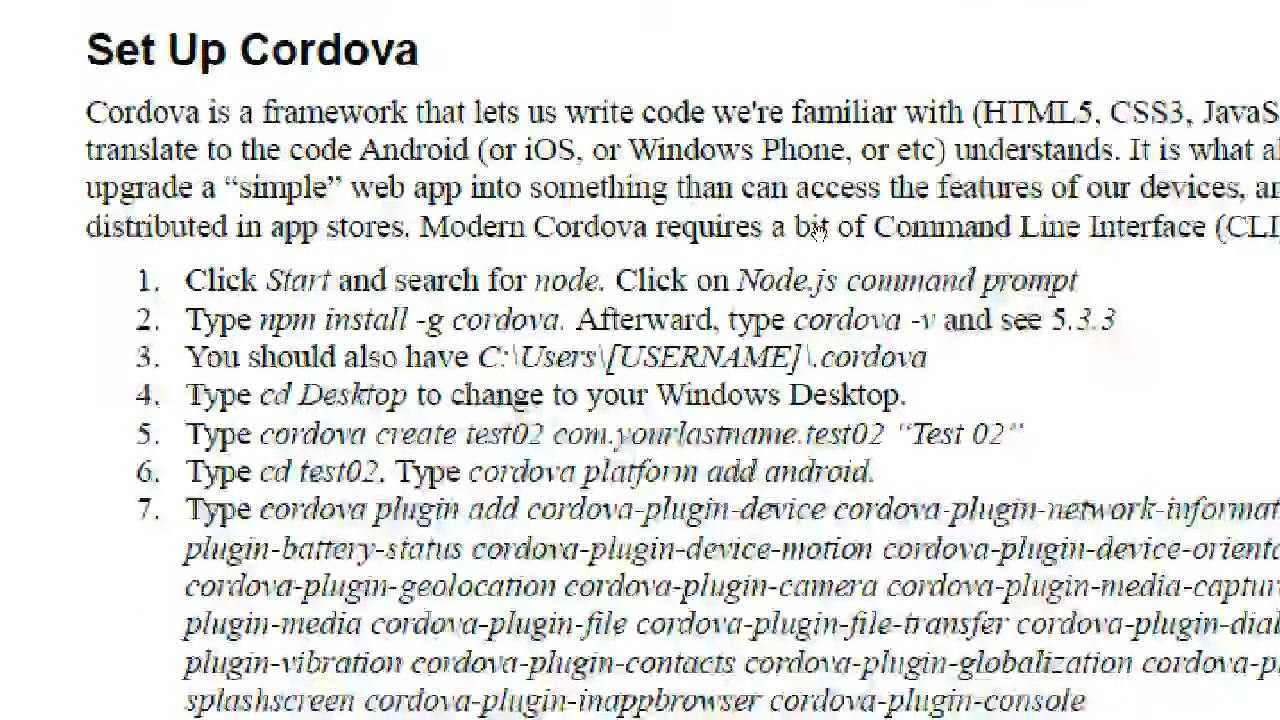 Set Up Cordova
Cordova is a framework that lets us write code we're familiar with (HTML5, CSS3, JavaS
translate to the code Android (or iOS, or Windows Phone, or etc) understands. It is what al
upgrade a “simple” web app into something than can access the features of our devices, an
distributed in app stores. Modern Cordova requires a bit of Command Line Interface (CLI
1. Click Start and search for node. Click on Node.js command prompt
2. Type npm install -g cordova. Afterward, type cordova -v and see 5.3.3
3. You should also have C:\Users\[USERNAME]\.cordova
4. Type cd Desktop to change to your Windows Desktop.
5. Type cordova create test02 com.yourlastname.test02 “Test 02”
6. Type cd test02. Type cordova platform add android.
7. Type cordova plugin add cordova-plugin-device cordova-plugin-network-informat
plugin-battery-status cordova-plugin-device-motion cordova-plugin-device-orienta
cordova-plugin-geolocation cordova-plugin-camera cordova-plugin-media-captur
plugin-media cordova-plugin-file cordova-plugin-file-transfer cordova-plugin-dial
plugin-vibration cordova-plugin-contacts cordova-plugin-globalization cordova-pl
splashscreen cordova-plugin-inappbrowser cordova-plugin-console